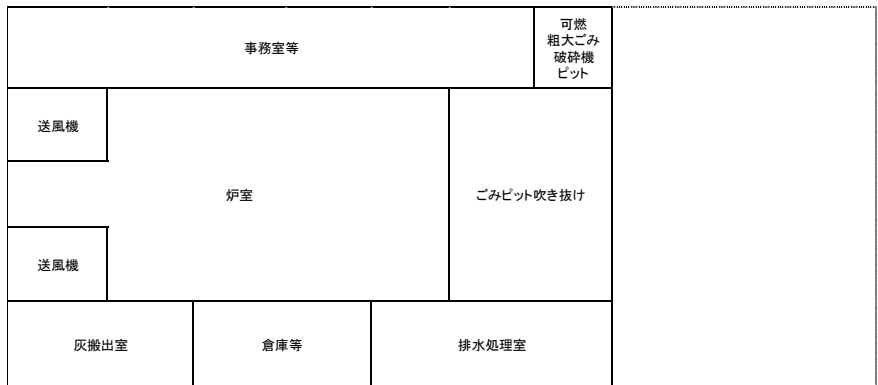 事務室等
可燃
粗大ごみ
破砕機
ピット
送風機
炉室
ごみピット吹き抜け
送風機
灰搬出室
倉庫等
排水処理室